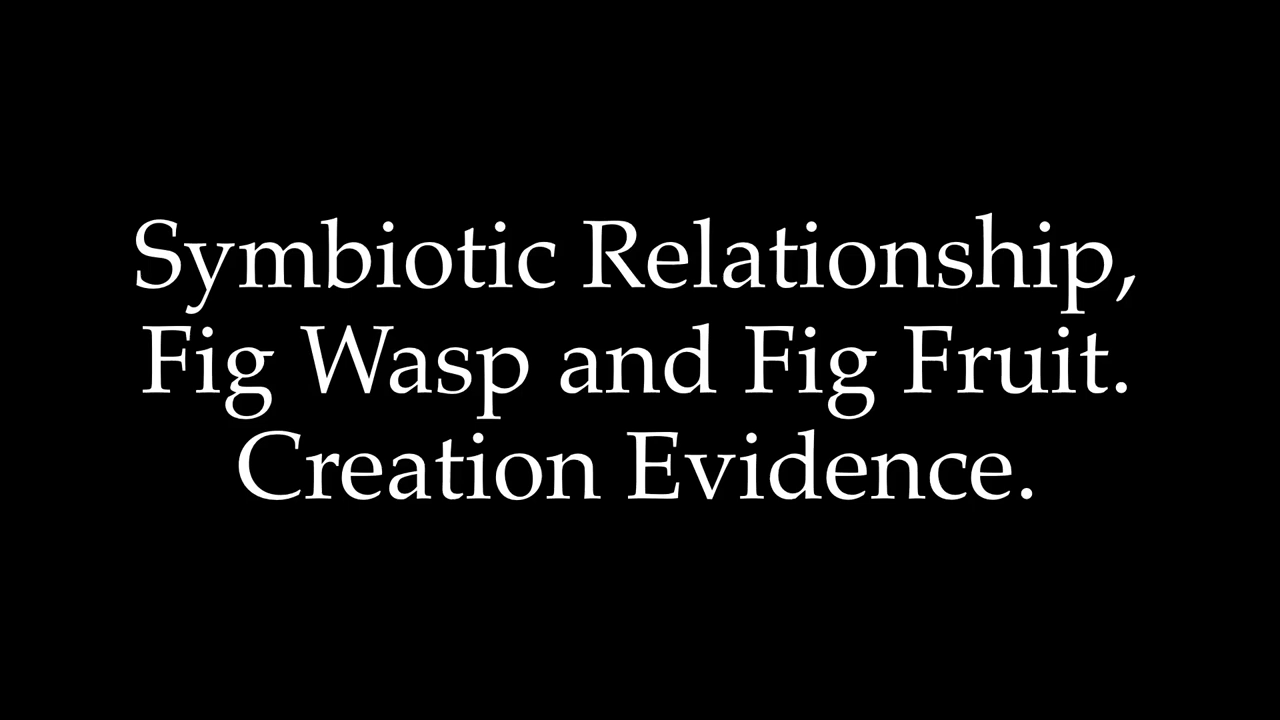 Symbiotic Relationship,
Fig Wasp and Fig Fruit.
Creation Evidence.